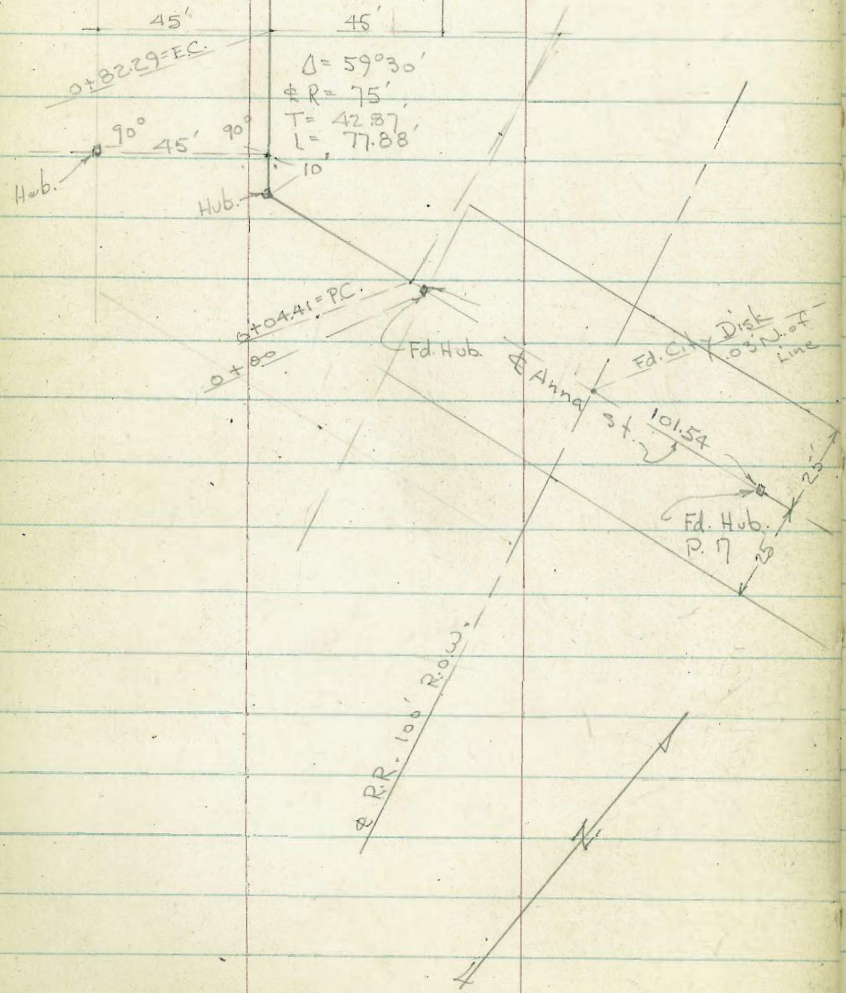 45' 45'
0+82.29=E.C.
Δ= 59°30'
℄ R= 75'
T= 42.87'
L= 77.88'
90° 45' 90°
10'
Hub.
Hub.
0+04.41=P.C.
0+00
Fd. Hub.
℄ Anna St.
Fd. City Disk
.03' N. of
Line
101.54
25'
25'
Fd. Hub.
P. 7
℄ R.R. 100' R.O.W.
N